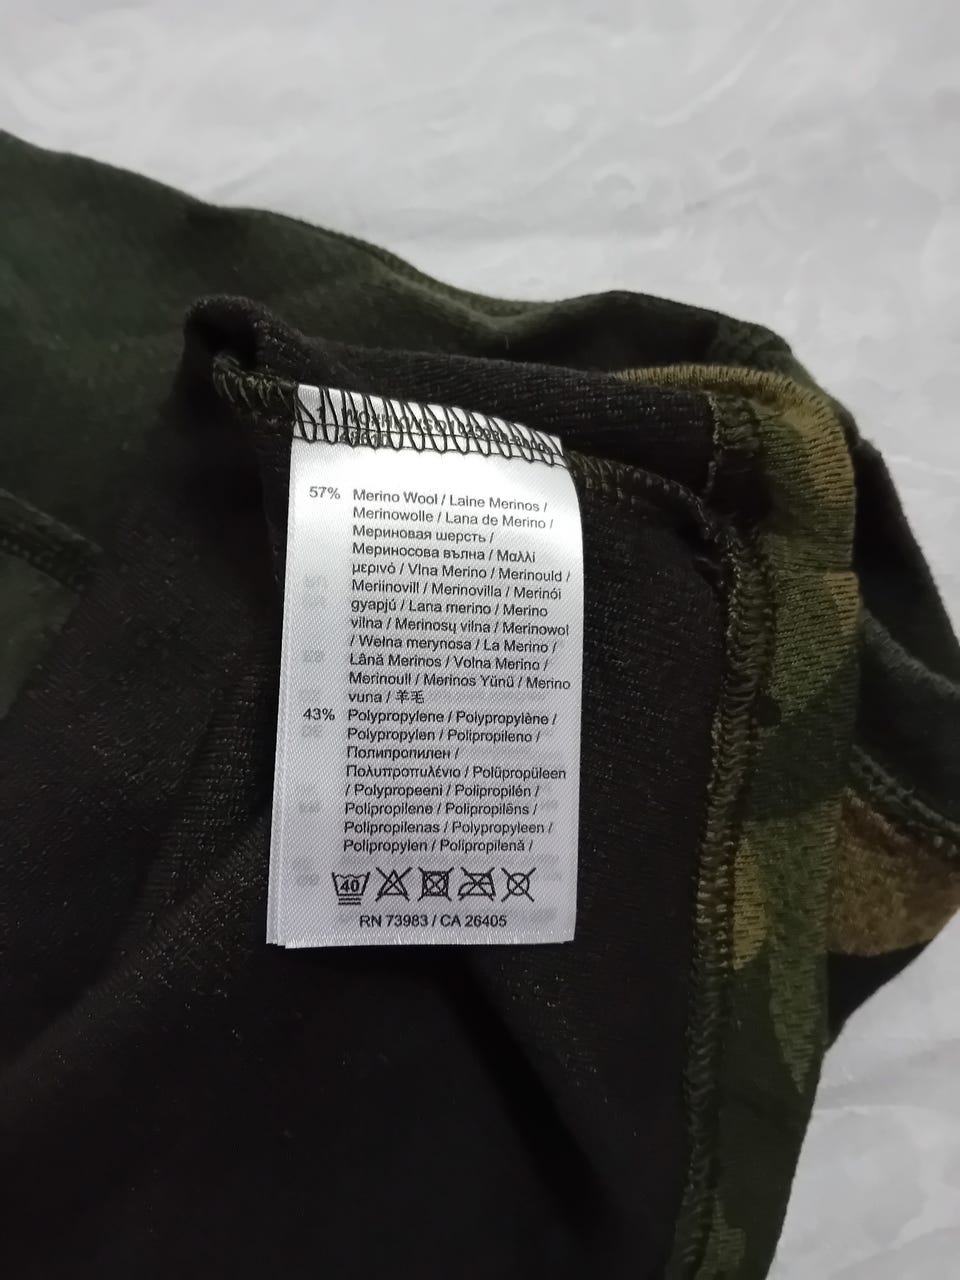 57% Merino Wool / Laine Merinos /
Merinowolle / Lana de Merino /
Мериновая шерсть /
Мериносова вълна / Μαλλί
μερινό / Vlna Merino / Merinould /
Meriinovill / Merinovilla / Merinói
gyapjú / Lana merino / Merino
vilna / Merinosų vilna / Merinowol
/ Wełna merynosa / La Merino /
Lână Merinos / Volna Merino /
Merinoull / Merinos Yünü / Merino
vuna / 羊毛
43% Polypropylene / Polypropylène /
Polypropylen / Polipropileno /
Полипропилен /
Πολυπροπυλένιο / Polüpropüleen
/ Polypropeeni / Polipropilén /
Polipropilene / Polipropilēns /
Polipropilenas / Polypropyleen /
Polipropylen / Polipropilenă /
40
RN 73983 / CA 26405